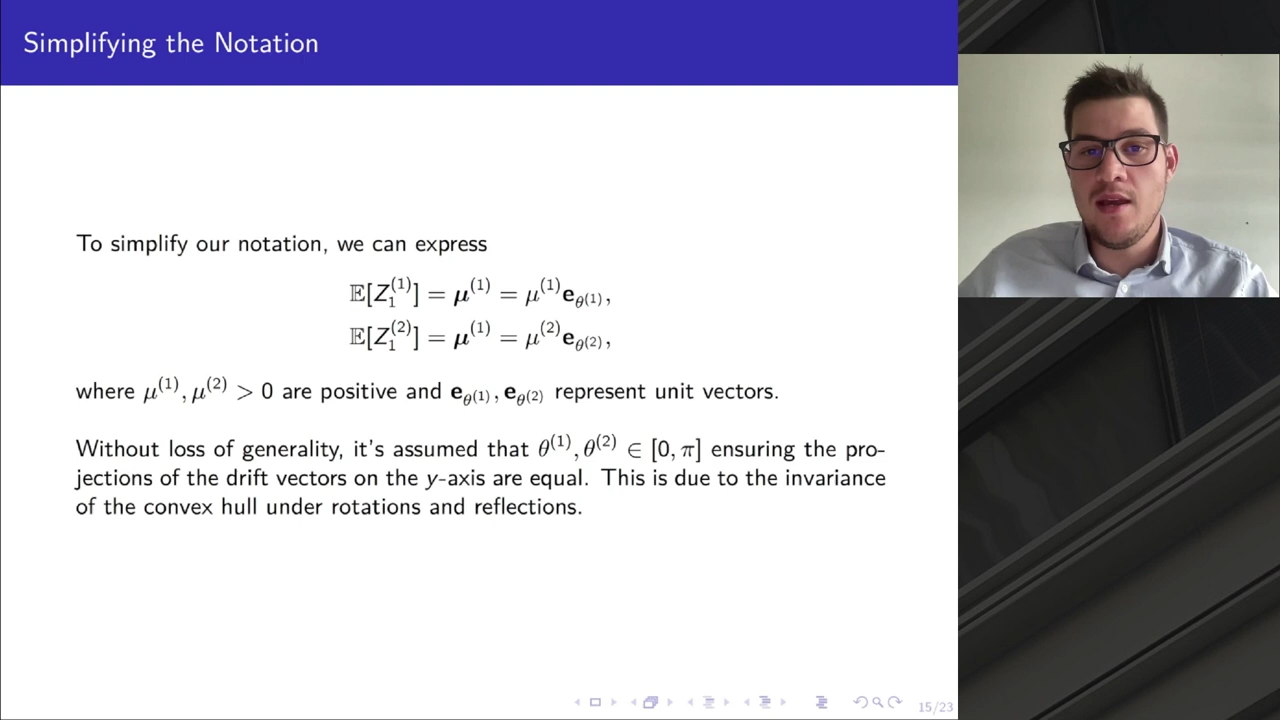 Simplifying the Notation
To simplify our notation, we can express
𝔼[Z₁⁽¹⁾] = 𝝁⁽¹⁾ = μ⁽¹⁾𝐞_θ⁽¹⁾,
𝔼[Z₁⁽²⁾] = 𝝁⁽¹⁾ = μ⁽²⁾𝐞_θ⁽²⁾,
where μ⁽¹⁾, μ⁽²⁾ > 0 are positive and 𝐞_θ⁽¹⁾, 𝐞_θ⁽²⁾ represent unit vectors.
Without loss of generality, it's assumed that θ⁽¹⁾, θ⁽²⁾ ∈ [0, π] ensuring the pro-
jections of the drift vectors on the y-axis are equal. This is due to the invariance
of the convex hull under rotations and reflections.
15/23